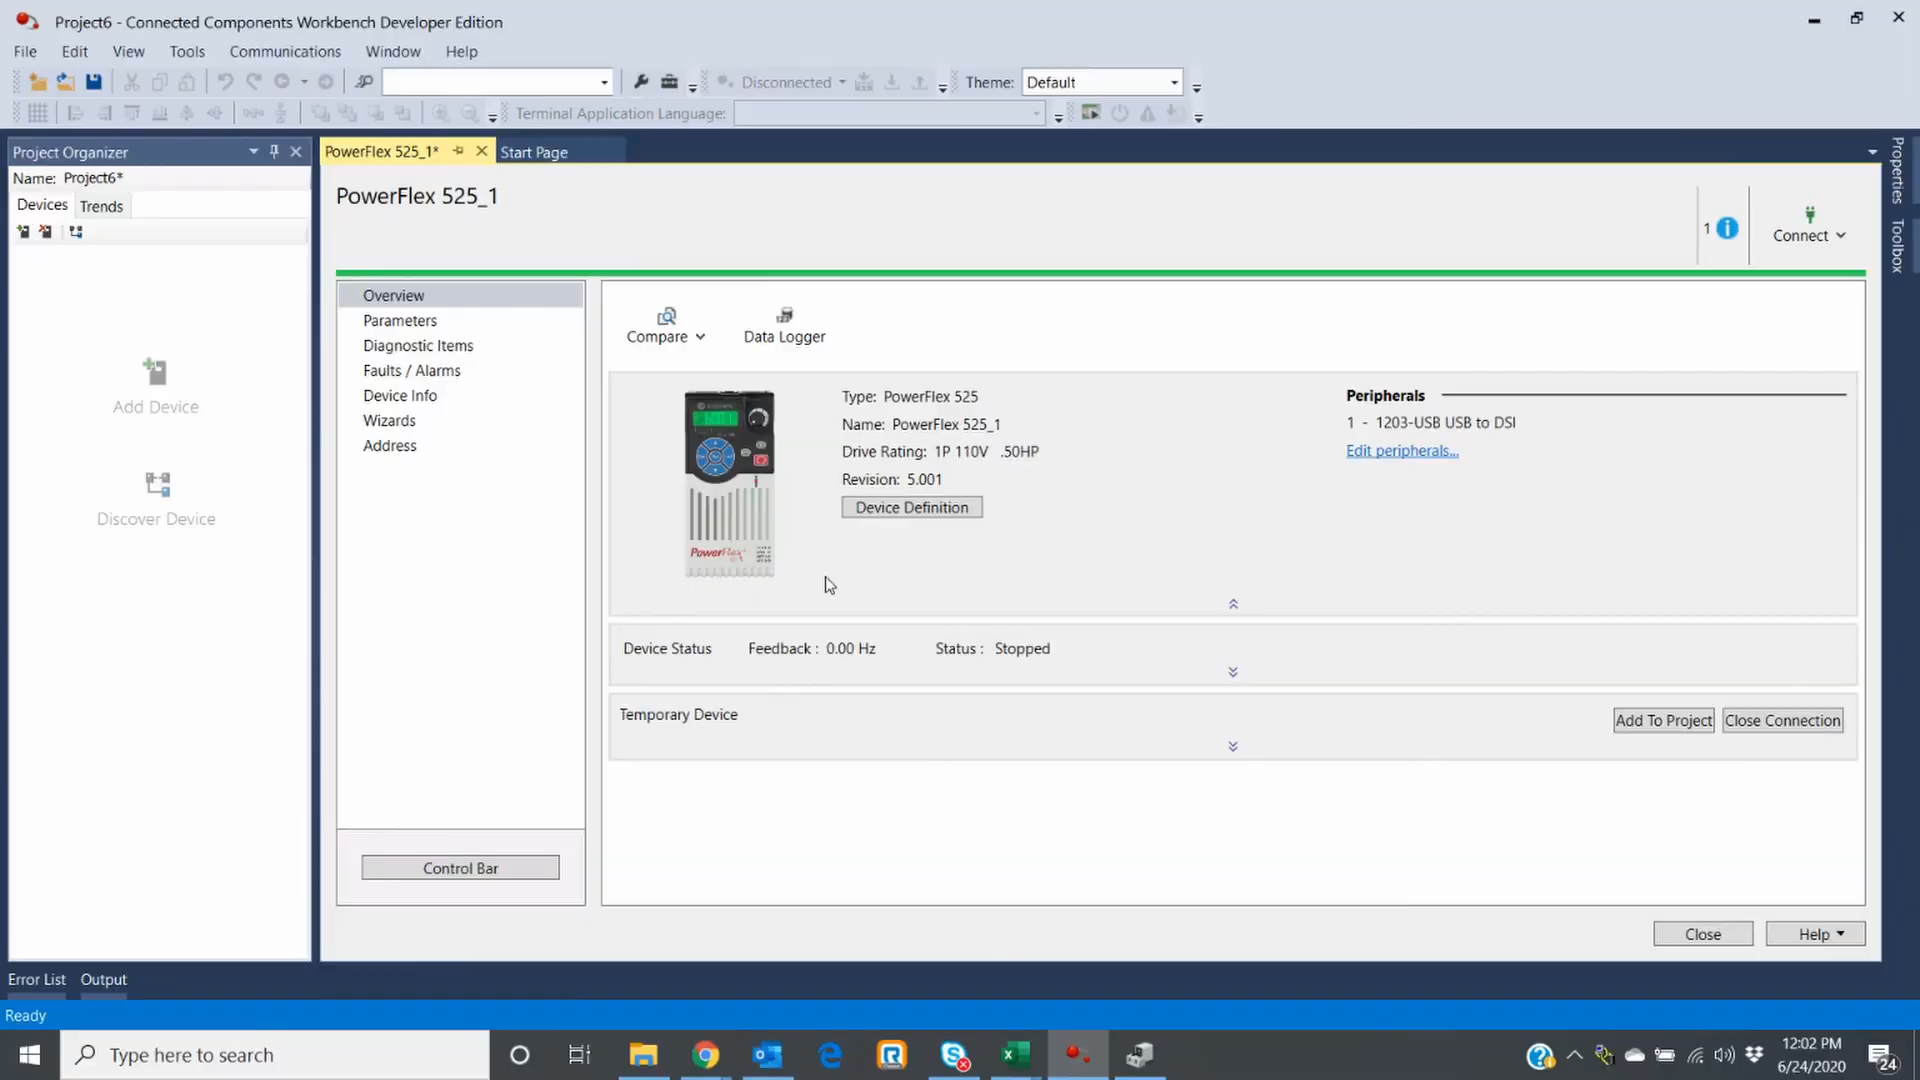 Project6 - Connected Components Workbench Developer Edition
File Edit View Tools Communications Window Help
Disconnected Theme: Default
Terminal Application Language:
Project Organizer
Name: Project6*
Devices Trends
Add Device
Discover Device
PowerFlex 525_1* Start Page
PowerFlex 525_1
1 Connect
Properties
Toolbox
Overview
Parameters
Diagnostic Items
Faults / Alarms
Device Info
Wizards
Address
Control Bar
Compare Data Logger
PowerFlex
Type: PowerFlex 525
Name: PowerFlex 525_1
Drive Rating: 1P 110V .50HP
Revision: 5.001
Device Definition
Peripherals
1 - 1203-USB USB to DSI
Edit peripherals...
Device Status Feedback : 0.00 Hz Status : Stopped
Temporary Device Add To Project Close Connection
Close Help
Error List Output
Ready
Type here to search
12:02 PM
6/24/2020
24